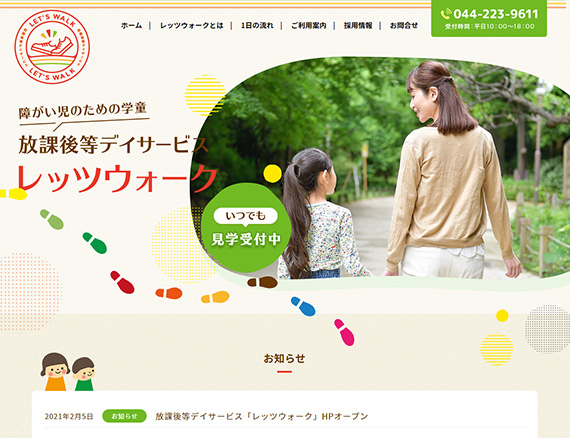 LET'S WALK
LET'S WALK
ホーム | レッツウォークとは | 1日の流れ | ご利用案内 | 採用情報 | お問合せ
044-223-9611
受付時間：平日10：00～18：00
障がい児のための学童
放課後等デイサービス
レッツウォーク
いつでも
見学受付中
お知らせ
2021年2月5日 お知らせ 放課後等デイサービス「レッツウォーク」HPオープン